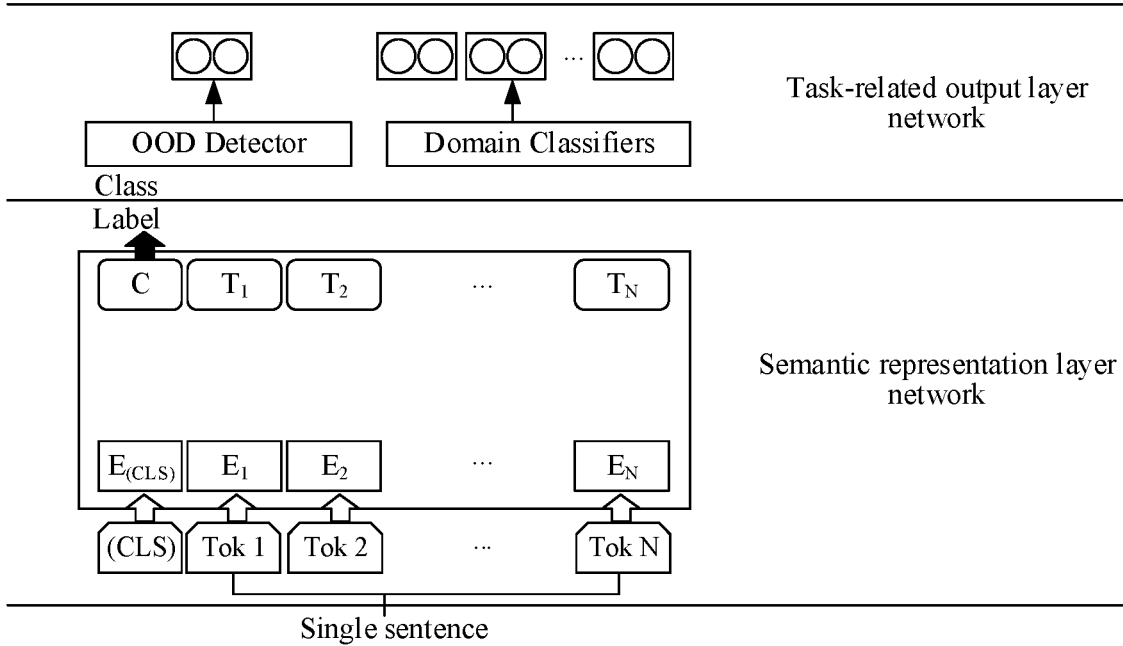 ...
Task-related output layer
network
OOD Detector
Domain Classifiers
Class
Label
C
T1
T2
...
TN
Semantic representation layer
network
E(CLS)
E1
E2
...
EN
(CLS)
Tok 1
Tok 2
...
Tok N
Single sentence